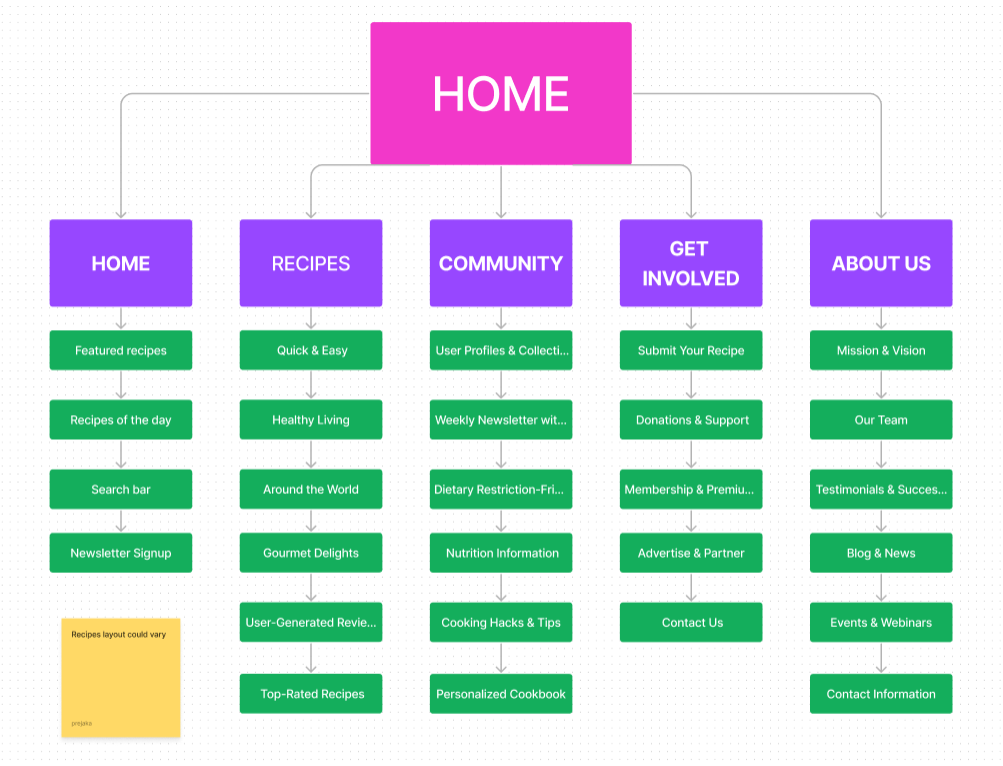 HOME
HOME
RECIPES
COMMUNITY
GET
INVOLVED
ABOUT US
Featured recipes
Quick & Easy
User Profiles & Collecti...
Submit Your Recipe
Mission & Vision
Recipes of the day
Healthy Living
Weekly Newsletter wit...
Donations & Support
Our Team
Search bar
Around the World
Dietary Restriction-Fri...
Membership & Premiu...
Testimonials & Succes...
Newsletter Signup
Gourmet Delights
Nutrition Information
Advertise & Partner
Blog & News
User-Generated Revie...
Cooking Hacks & Tips
Contact Us
Events & Webinars
Recipes layout could vary
Top-Rated Recipes
Personalized Cookbook
Contact Information
prejaka